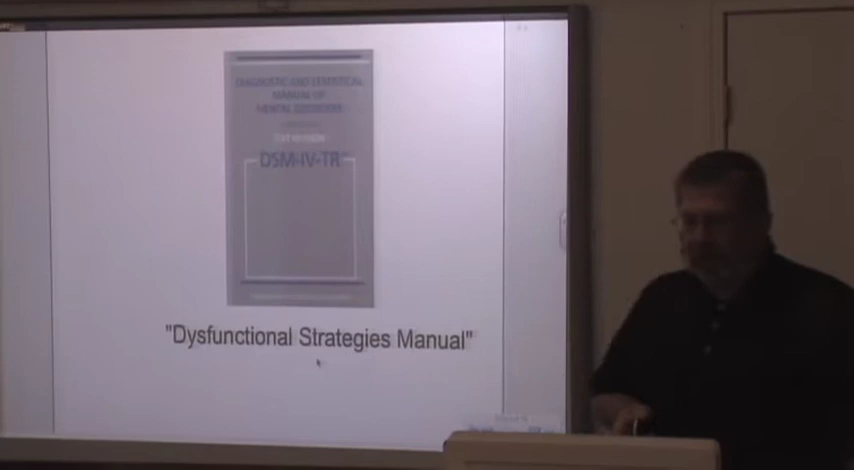 DIAGNOSTIC AND STATISTICAL
MANUAL OF
MENTAL DISORDERS
DSM-IV-TR
"Dysfunctional Strategies Manual"